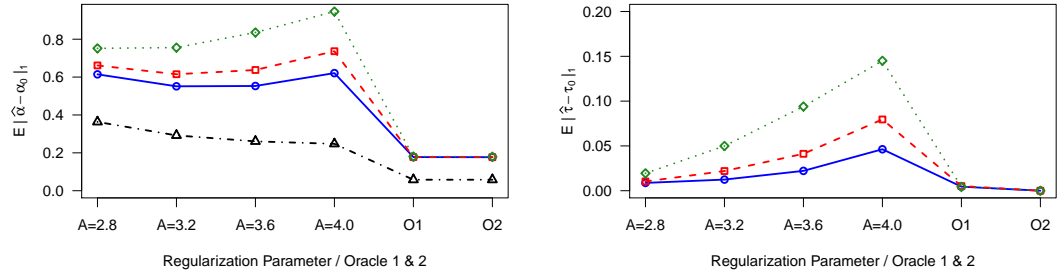 E | α̂ − α₀ |₁
0.8
0.6
0.4
0.2
0.0
A=2.8 A=3.2 A=3.6 A=4.0 O1 O2
Regularization Parameter / Oracle 1 & 2
E | τ̂ − τ₀ |₁
0.20
0.15
0.10
0.05
0.00
A=2.8 A=3.2 A=3.6 A=4.0 O1 O2
Regularization Parameter / Oracle 1 & 2